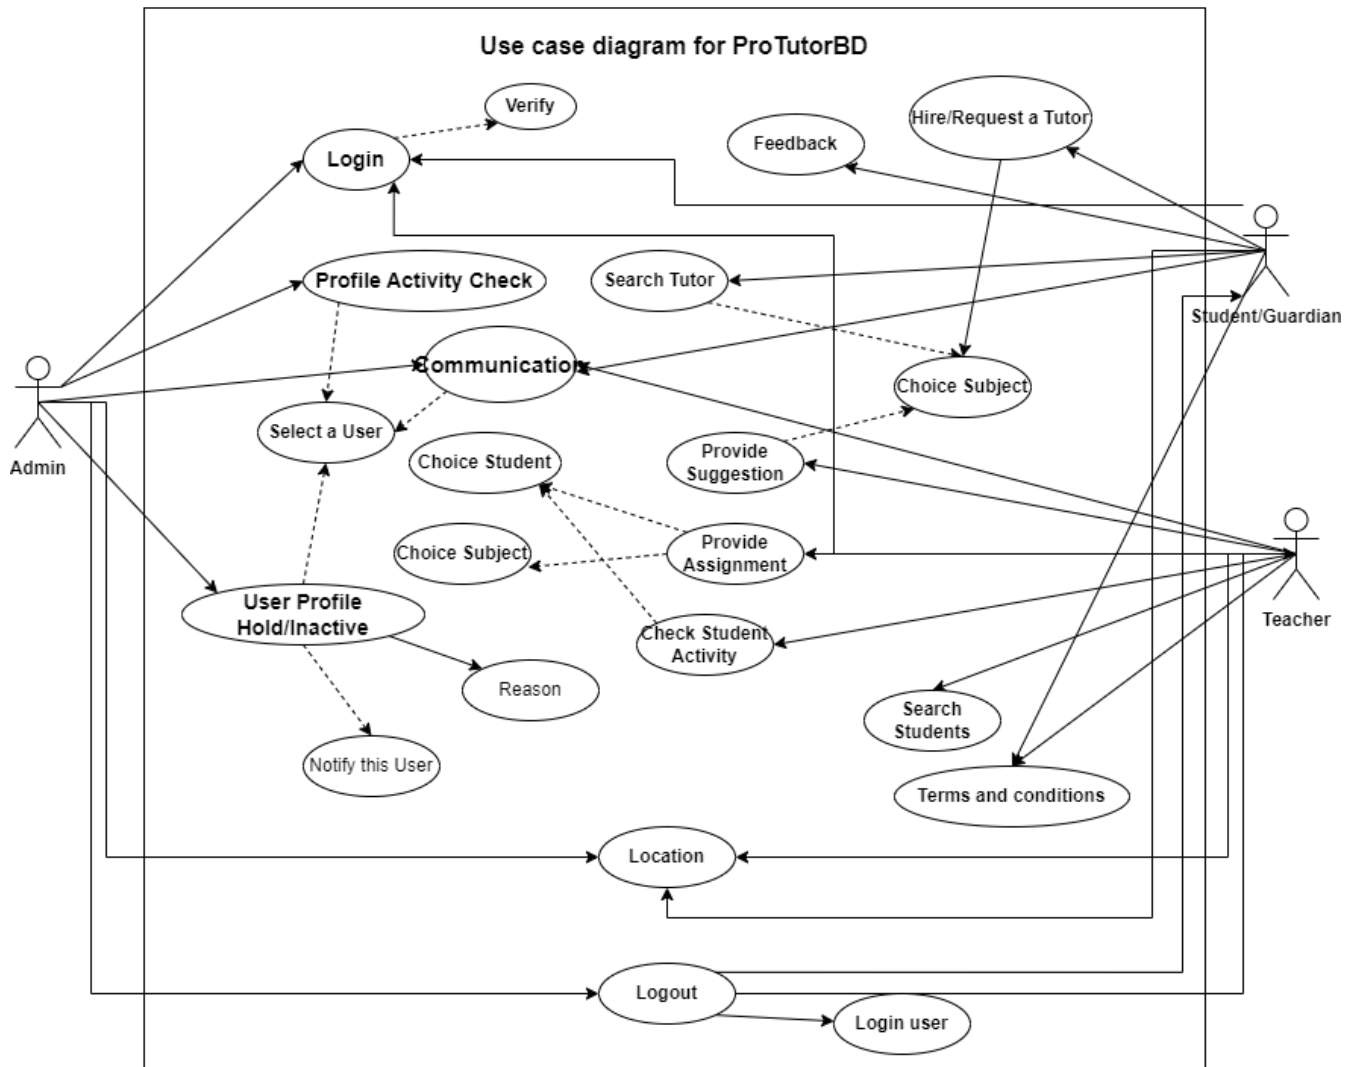 Use case diagram for ProTutorBD
Verify
Hire/Request a Tutor
Feedback
Login
Profile Activity Check
Search Tutor
Student/Guardian
Communication
Choice Subject
Select a User
Admin
Choice Student
Provide
Suggestion
Choice Subject
Provide
Assignment
User Profile
Hold/Inactive
Teacher
Check Student
Activity
Reason
Search
Students
Notify this User
Terms and conditions
Location
Logout
Login user